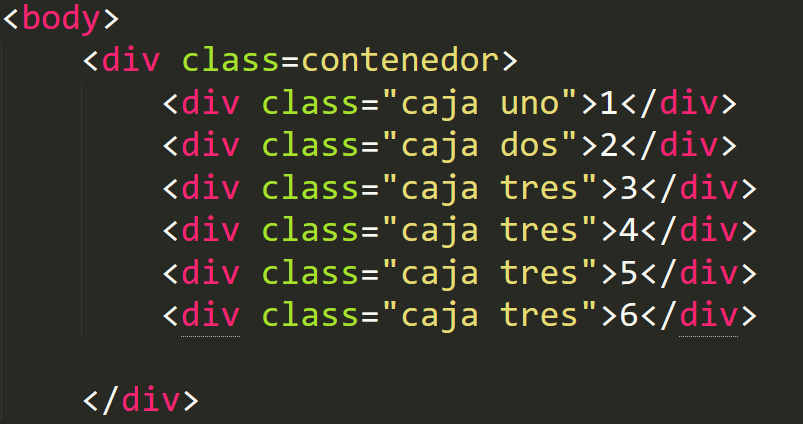 <body>
<div class=contenedor>
<div class="caja uno">1</div>
<div class="caja dos">2</div>
<div class="caja tres">3</div>
<div class="caja tres">4</div>
<div class="caja tres">5</div>
<div class="caja tres">6</div>
</div>